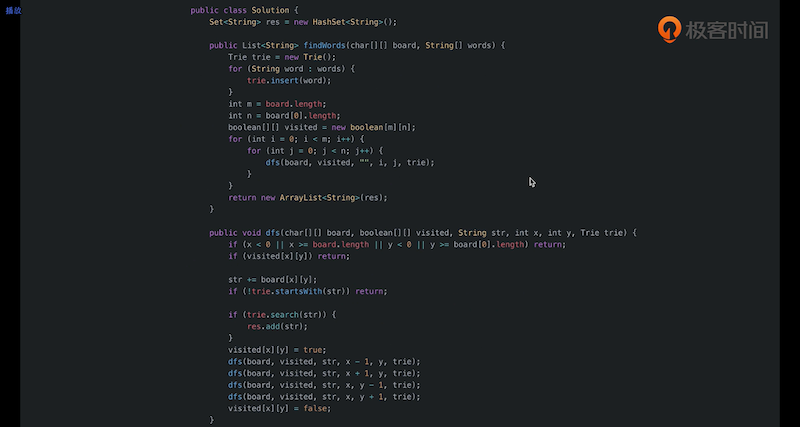 播放
极客时间
public class Solution {
    Set<String> res = new HashSet<String>();

    public List<String> findWords(char[][] board, String[] words) {
        Trie trie = new Trie();
        for (String word : words) {
            trie.insert(word);
        }
        int m = board.length;
        int n = board[0].length;
        boolean[][] visited = new boolean[m][n];
        for (int i = 0; i < m; i++) {
            for (int j = 0; j < n; j++) {
                dfs(board, visited, "", i, j, trie);
            }
        }
        return new ArrayList<String>(res);
    }

    public void dfs(char[][] board, boolean[][] visited, String str, int x, int y, Trie trie) {
        if (x < 0 || x >= board.length || y < 0 || y >= board[0].length) return;
        if (visited[x][y]) return;

        str += board[x][y];
        if (!trie.startsWith(str)) return;

        if (trie.search(str)) {
            res.add(str);
        }
        visited[x][y] = true;
        dfs(board, visited, str, x - 1, y, trie);
        dfs(board, visited, str, x + 1, y, trie);
        dfs(board, visited, str, x, y - 1, trie);
        dfs(board, visited, str, x, y + 1, trie);
        visited[x][y] = false;
    }